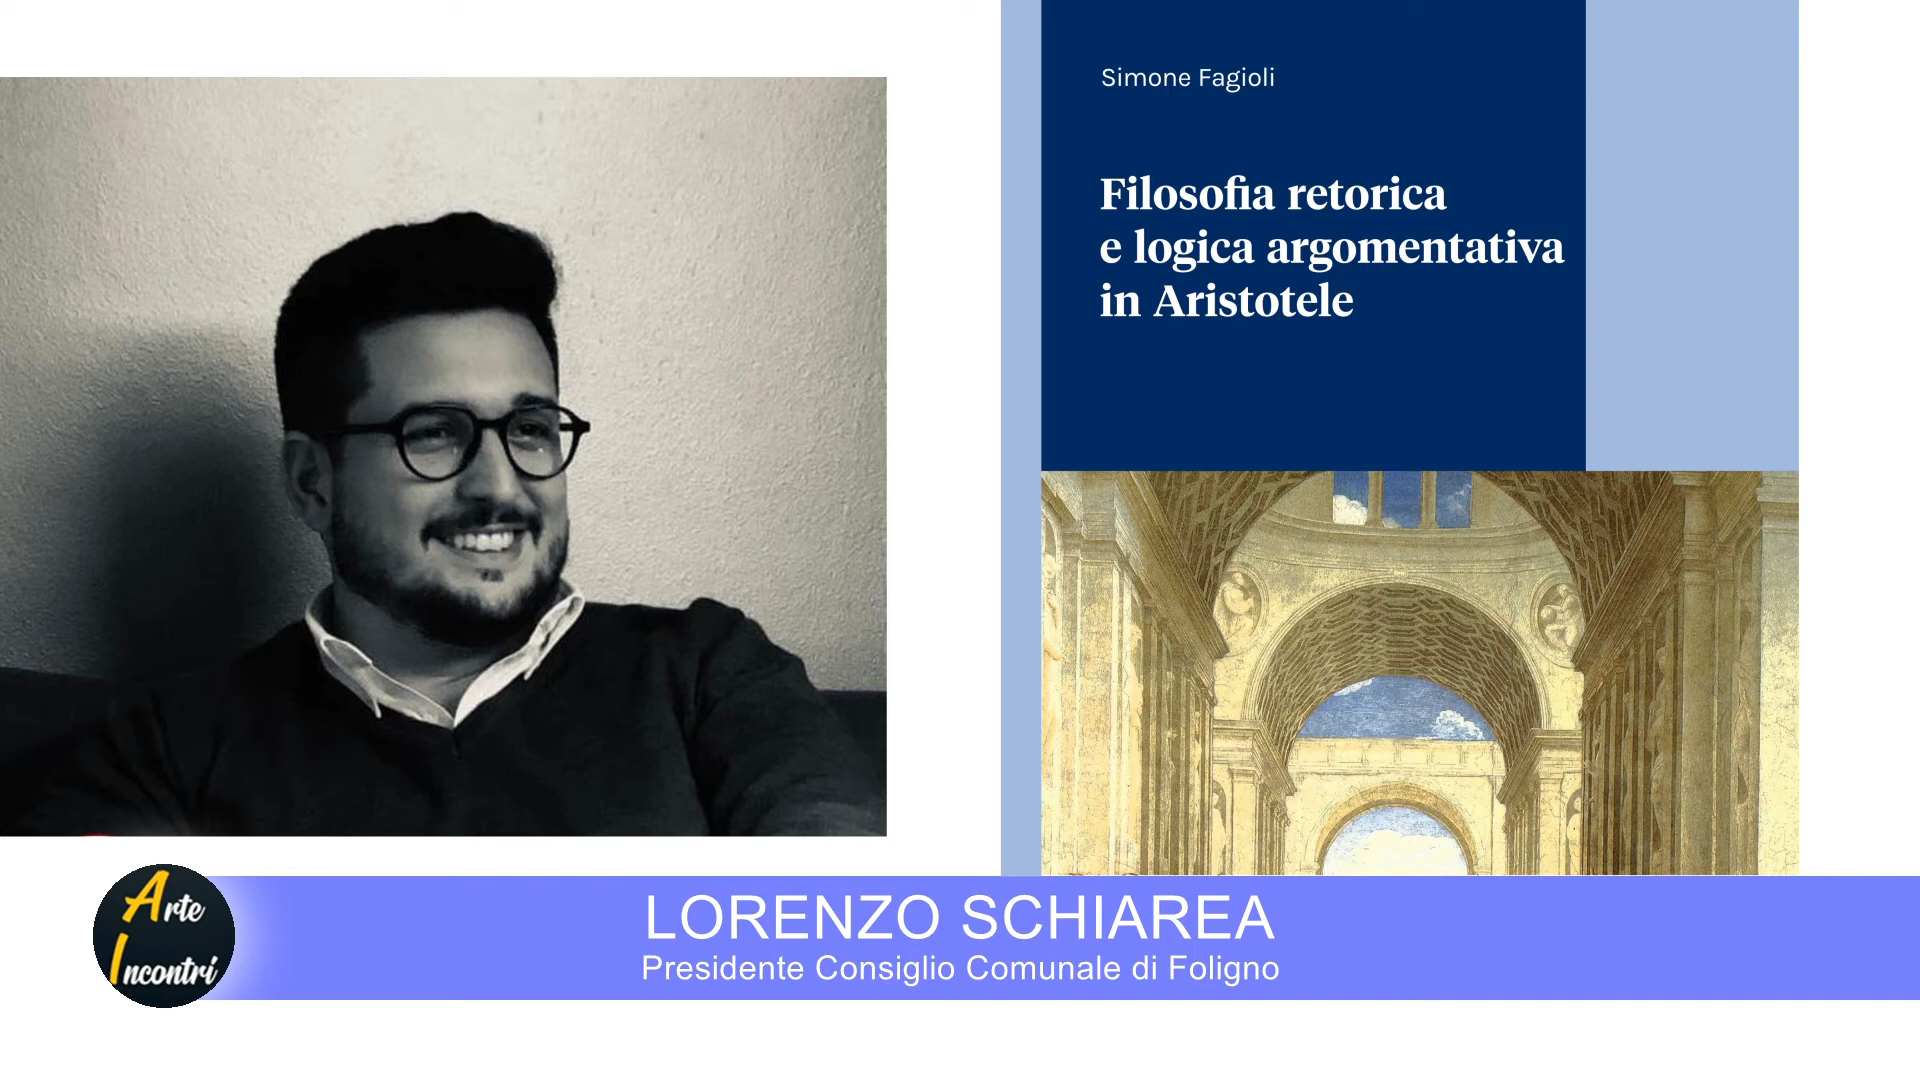 Simone Fagioli
Filosofia retorica
e logica argomentativa
in Aristotele
LORENZO SCHIAREA
Presidente Consiglio Comunale di Foligno
Arte
Incontri